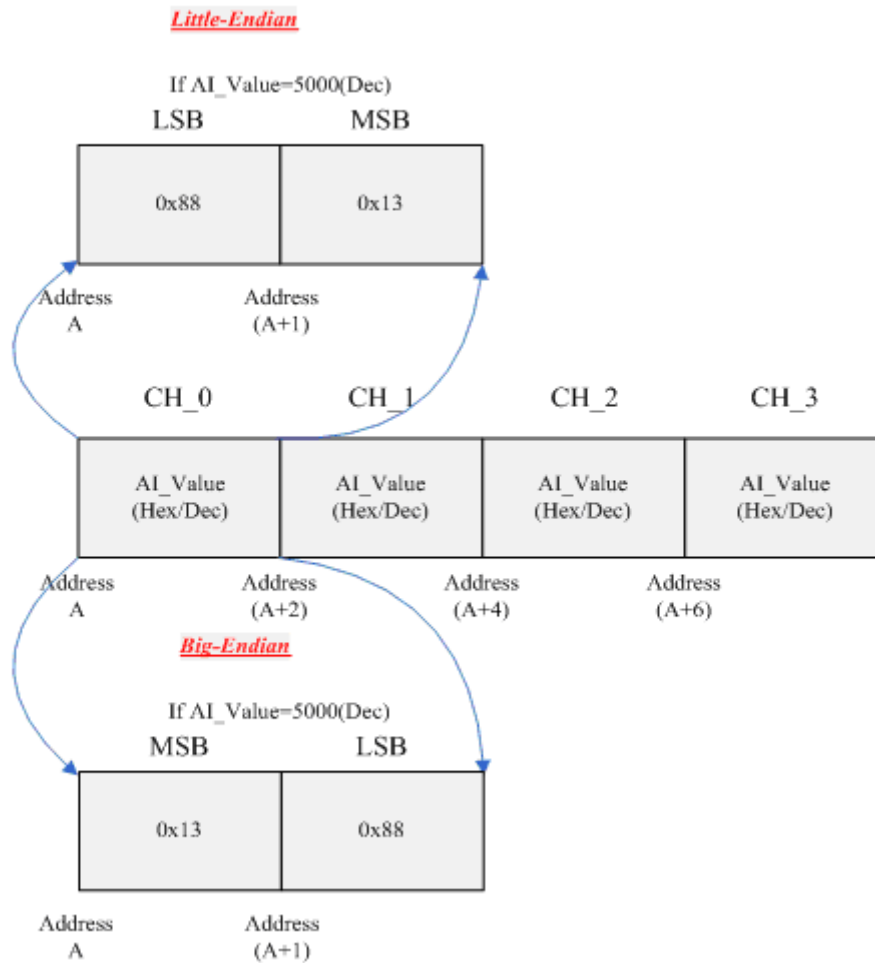 Little-Endian
If AI_Value=5000(Dec)
LSB MSB
0x88 0x13
Address Address
A (A+1)
CH_0 CH_1 CH_2 CH_3
AI_Value AI_Value AI_Value AI_Value
(Hex/Dec) (Hex/Dec) (Hex/Dec) (Hex/Dec)
Address Address Address Address
A (A+2) (A+4) (A+6)
Big-Endian
If AI_Value=5000(Dec)
MSB LSB
0x13 0x88
Address Address
A (A+1)